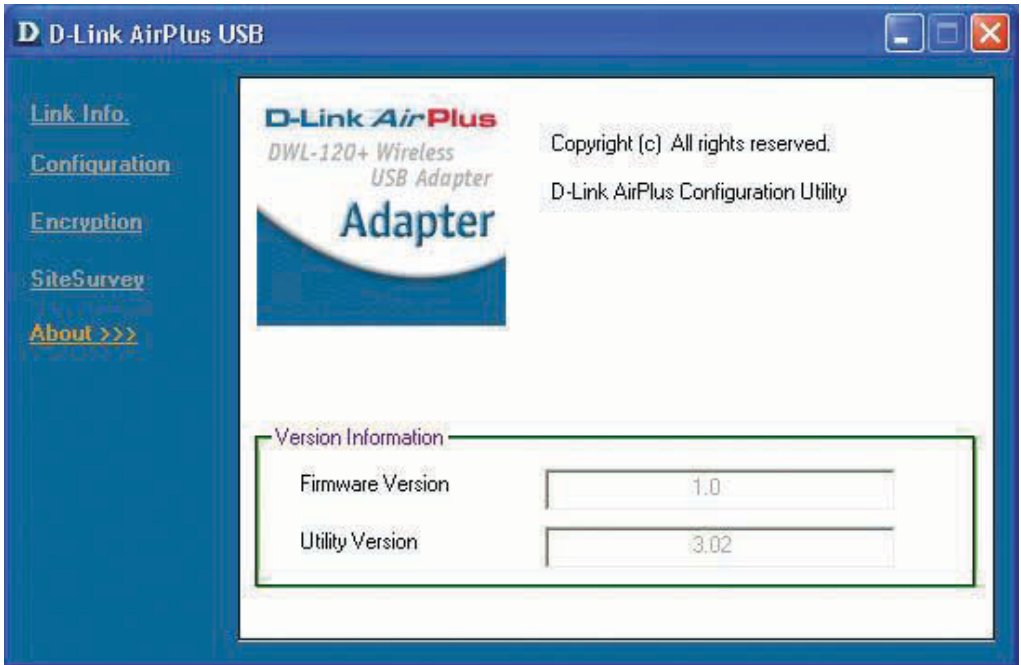 D D-Link AirPlus USB
Link Info.
Configuration
Encryption
SiteSurvey
About >>>
D-Link AirPlus
DWL-120+ Wireless
USB Adapter
Adapter
Copyright (c) All rights reserved.
D-Link AirPlus Configuration Utility
Version Information
Firmware Version 1.0
Utility Version 3.02